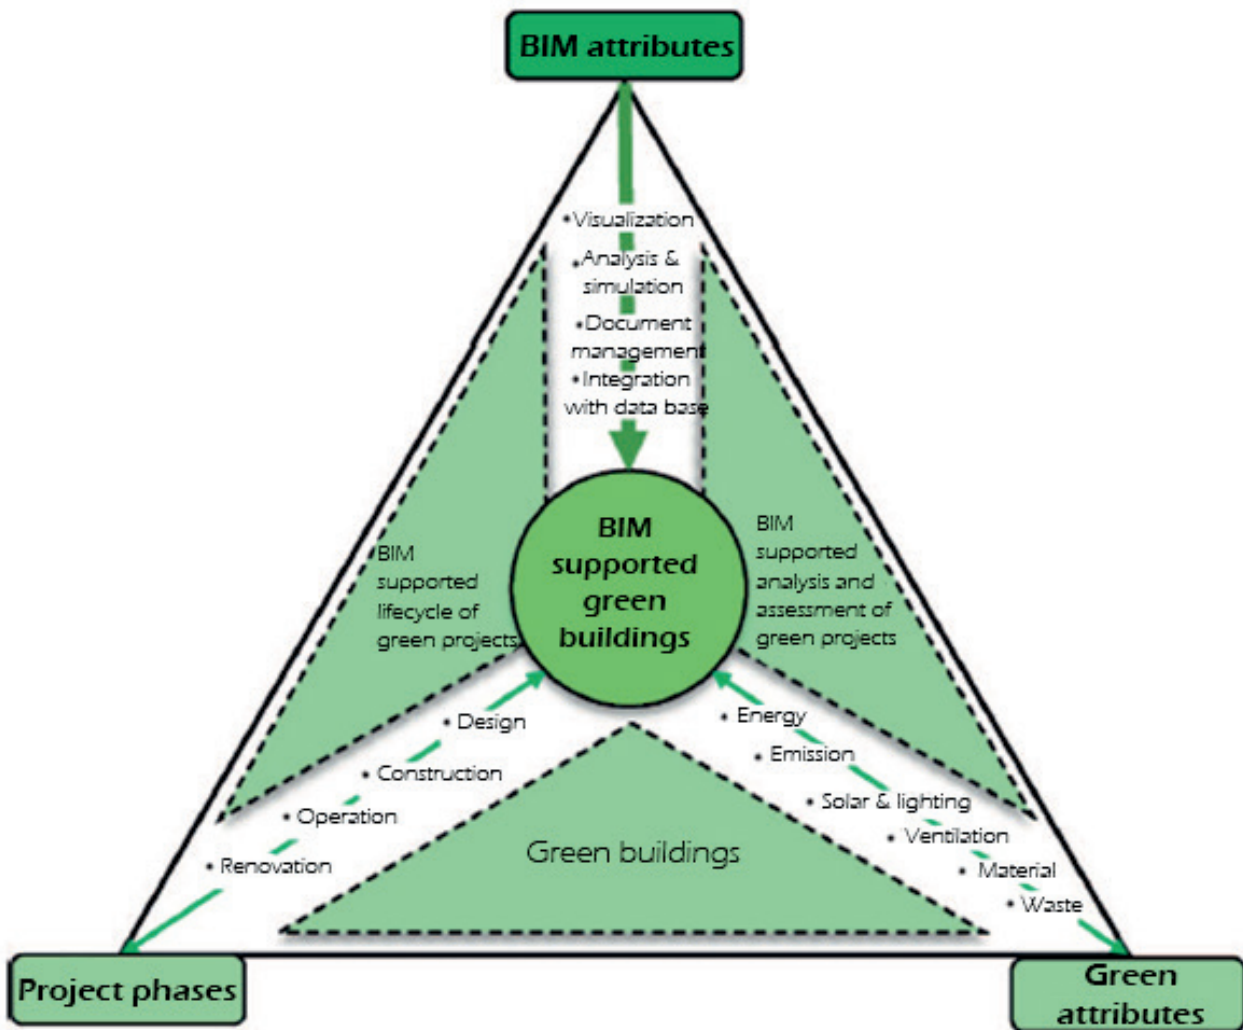 BIM attributes
• Visualization
• Analysis &
simulation
• Document
management
• Integration
with data base
BIM
supported
green
buildings
BIM
supported
lifecycle of
green projects
BIM
supported
analysis and
assessment of
green projects
• Design
• Construction
• Operation
• Renovation
• Energy
• Emission
• Solar & lighting
• Ventilation
• Material
• Waste
Green buildings
Project phases
Green
attributes